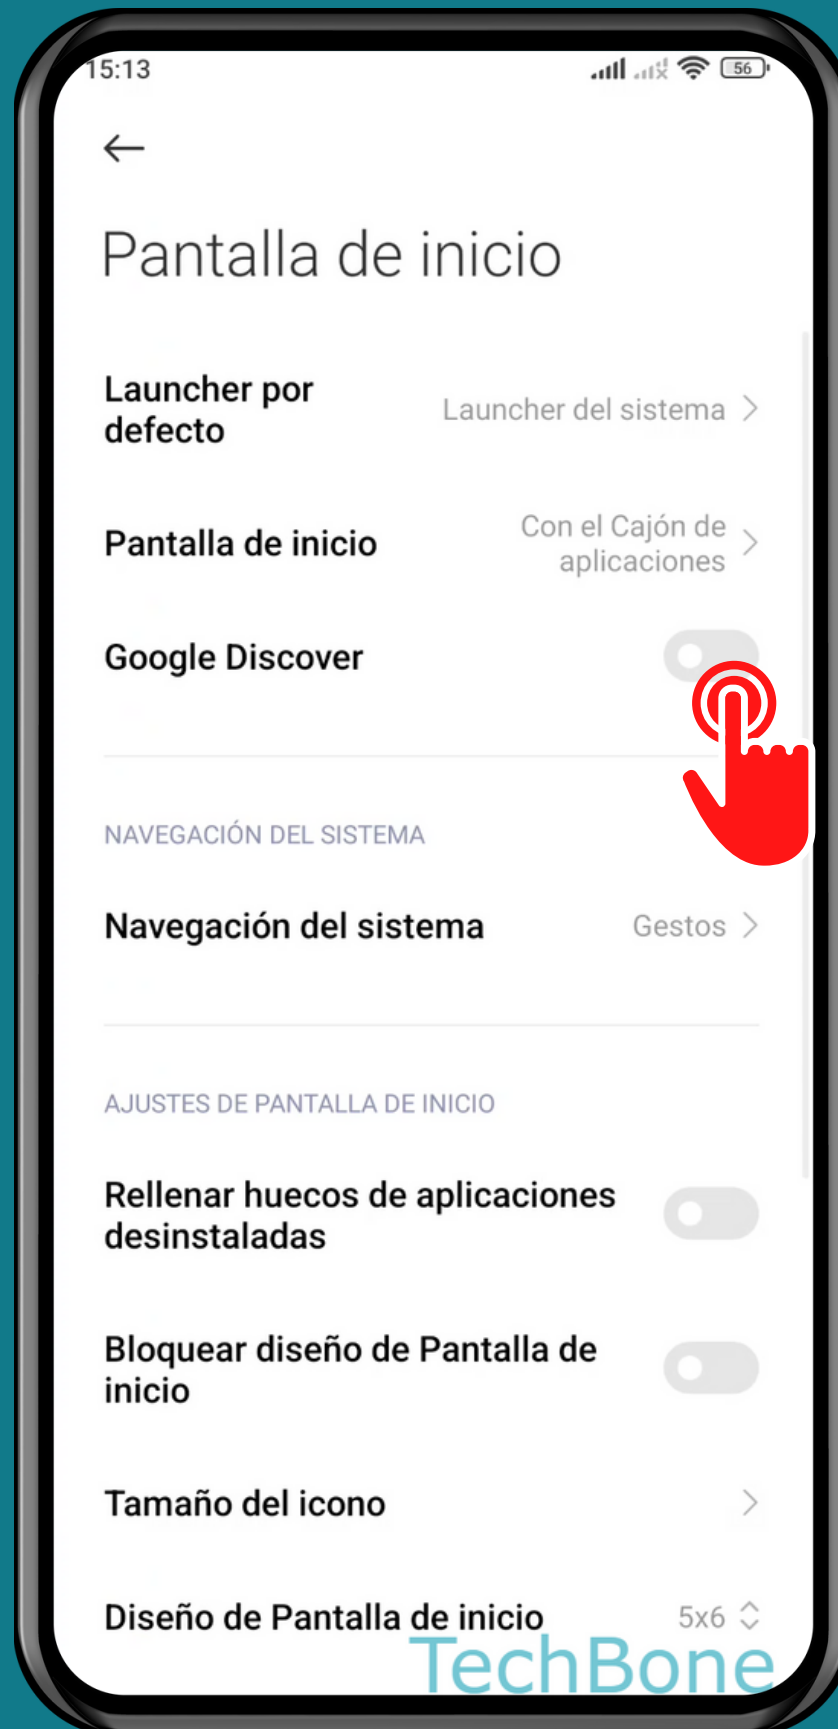 15:13
56
Pantalla de inicio
Launcher por
defecto
Launcher del sistema
Pantalla de inicio
Con el Cajón de
aplicaciones
Google Discover
NAVEGACIÓN DEL SISTEMA
Navegación del sistema
Gestos
AJUSTES DE PANTALLA DE INICIO
Rellenar huecos de aplicaciones
desinstaladas
Bloquear diseño de Pantalla de
inicio
Tamaño del icono
Diseño de Pantalla de inicio
5x6
TechBone